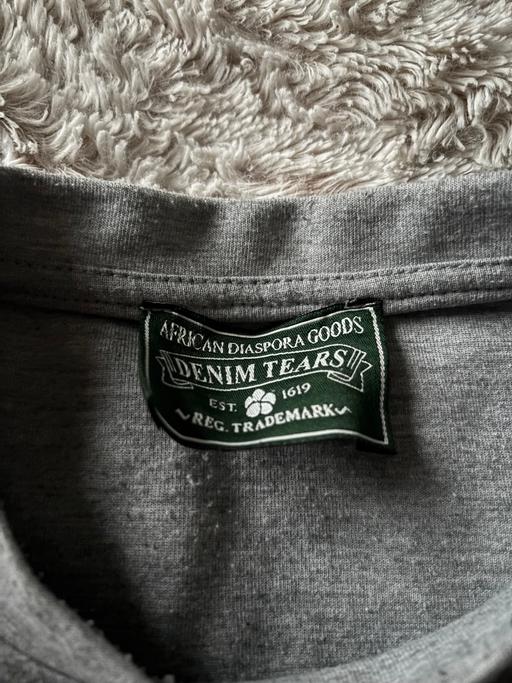 AFRICAN DIASPORA GOODS
DENIM TEARS
EST. 1619
REG. TRADEMARK